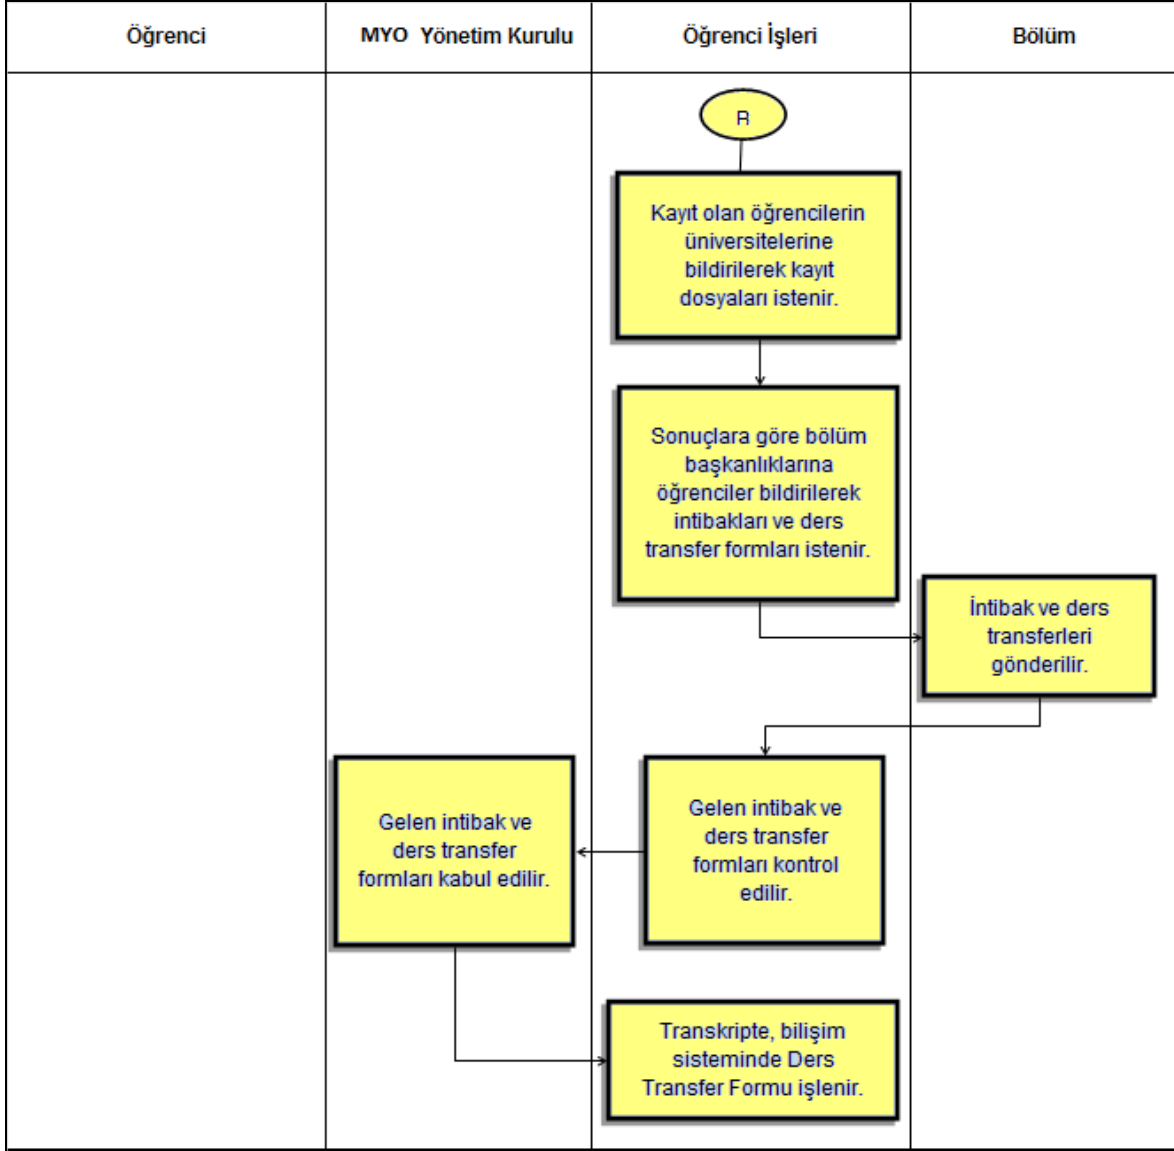 Öğrenci
MYO Yönetim Kurulu
Öğrenci İşleri
Bölüm
R
Kayıt olan öğrencilerin
üniversitelerine
bildirilerek kayıt
dosyaları istenir.
Sonuçlara göre bölüm
başkanlıklarına
öğrenciler bildirilerek
intibakları ve ders
transfer formları istenir.
İntibak ve ders
transferleri
gönderilir.
Gelen intibak ve
ders transfer
formları kabul edilir.
Gelen intibak ve
ders transfer
formları kontrol
edilir.
Transkripte, bilişim
sisteminde Ders
Transfer Formu işlenir.